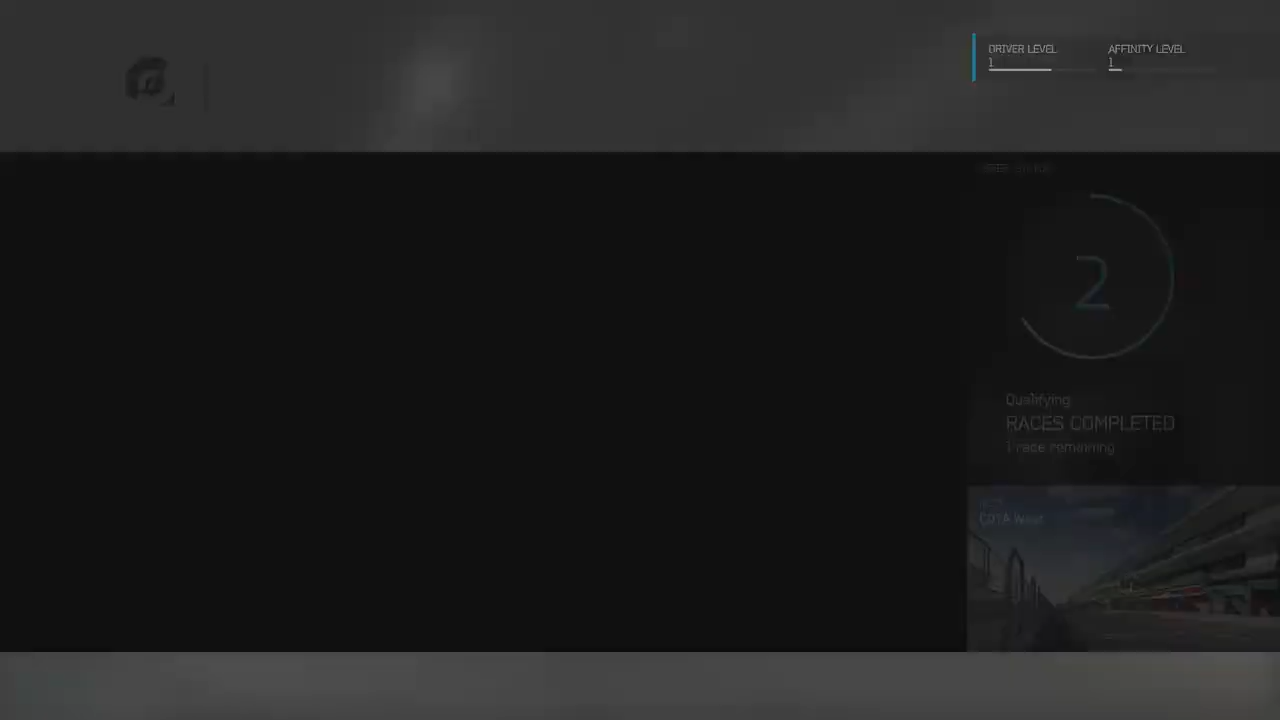 DRIVER LEVEL
1
AFFINITY LEVEL
1
2
Qualifying
RACES COMPLETED
1 race remaining
COTA West